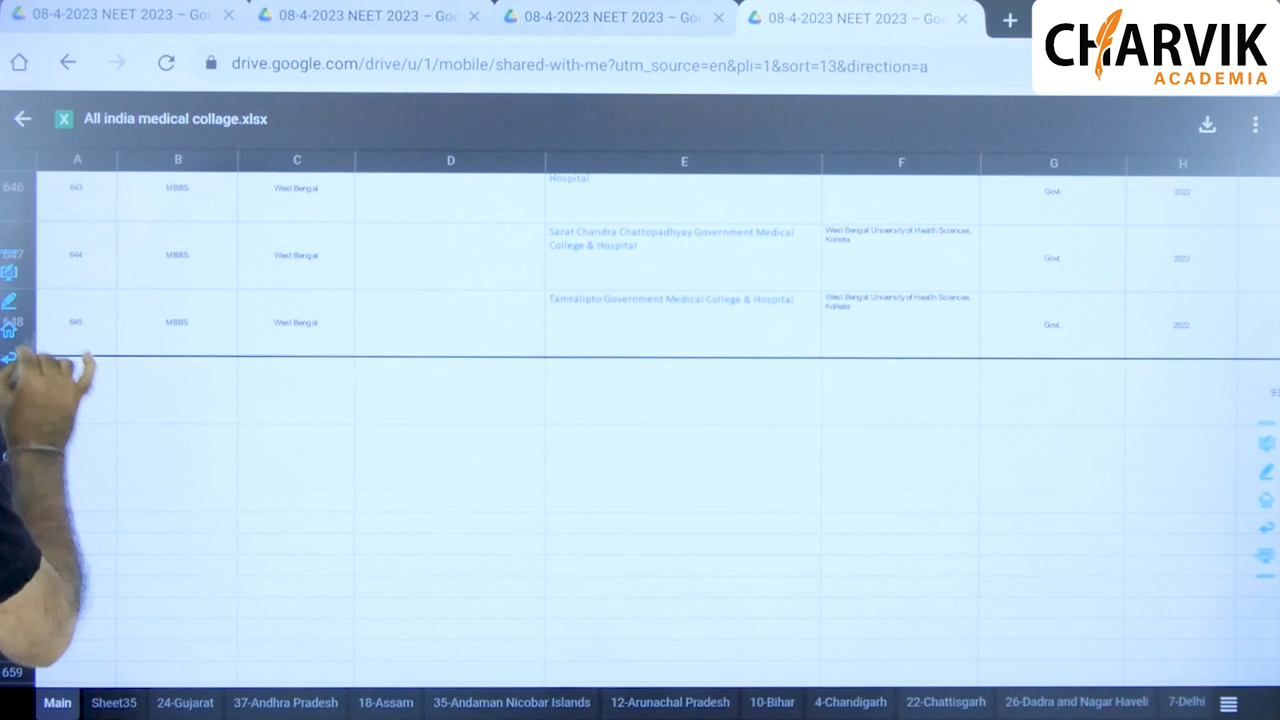 08-4-2023 NEET 2023 – Goo
08-4-2023 NEET 2023 – Goo
08-4-2023 NEET 2023 – Goo
08-4-2023 NEET 2023 – Goo
CHARVIK
ACADEMIA
drive.google.com/drive/u/1/mobile/shared-with-me?utm_source=en&pli=1&sort=13&direction=a
X All india medical collage.xlsx
A B C D E F G H
646 643 MBBS West Bengal Hospital Govt. 2022
647 644 MBBS West Bengal Sarat Chandra Chattopadhyay Government Medical
College & Hospital
West Bengal University of Health Sciences,
Kolkata
Govt. 2022
648 645 MBBS West Bengal Tamralipto Government Medical College & Hospital
West Bengal University of Health Sciences,
Kolkata
Govt. 2022
659
Main Sheet35 24-Gujarat 37-Andhra Pradesh 18-Assam 35-Andaman Nicobar Islands 12-Arunachal Pradesh 10-Bihar 4-Chandigarh 22-Chattisgarh 26-Dadra and Nagar Haveli 7-Delhi